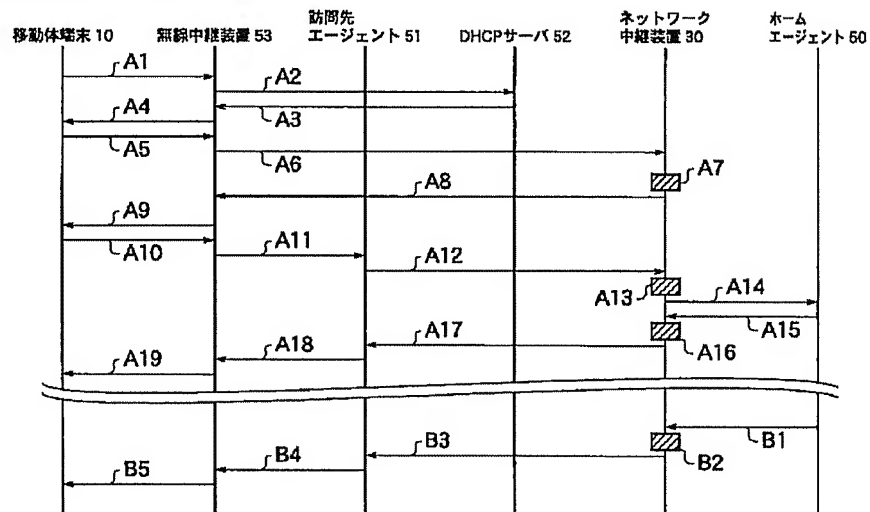 移動体端末 10
無線中継装置 53
訪問先
エージェント 51
DHCPサーバ 52
ネットワーク
中継装置 30
ホーム
エージェント 60
A1
A2
A4
A3
A5
A6
A7
A8
A9
A10
A11
A12
A13
A14
A15
A16
A17
A18
A19
B1
B2
B3
B4
B5